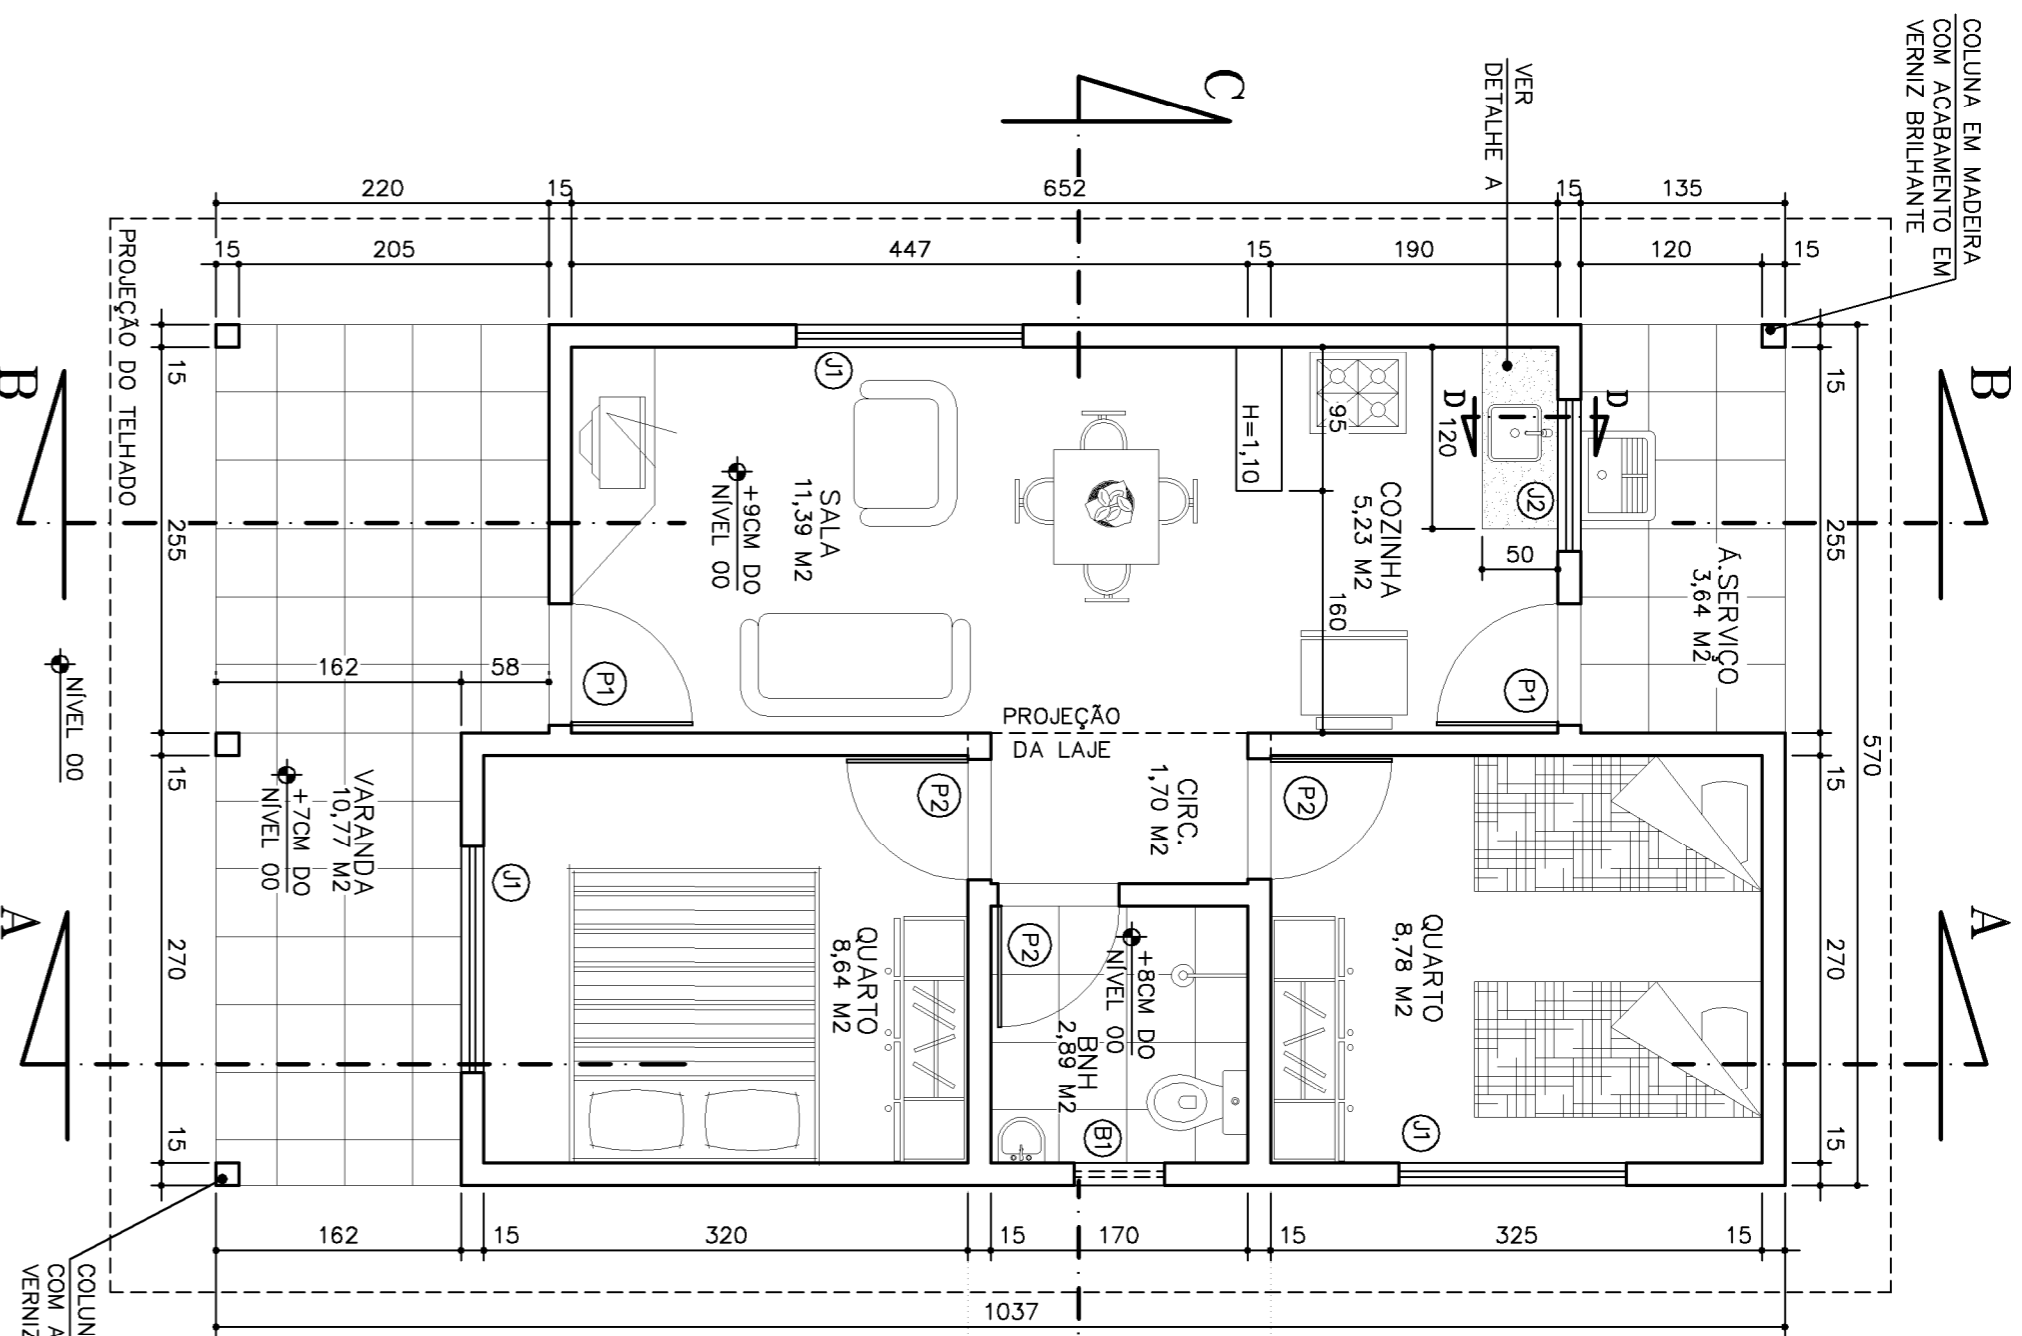 COLUNA EM MADEIRA
COM ACABAMENTO EM
VERNIZ BRILHANTE
VER
DETALHE A
C
220
15
652
15
135
15
205
447
15
190
120
15
PROJEÇÃO DO TELHADO
B
B
15
255
15
270
15
15
255
15
270
15
570
J1
H=1,10
95
160
120
D
D
J2
50
COZINHA
5,23 M2
SALA
11,39 M2
+9CM DO
NÍVEL 00
Á.SERVIÇO
3,64 M2
162
58
P1
P1
NÍVEL 00
PROJEÇÃO
DA LAJE
CIRC.
1,70 M2
P2
P2
VARANDA
10,77 M2
+7CM DO
NÍVEL 00
J1
A
A
QUARTO
8,64 M2
P2
+8CM DO
NÍVEL 00
BNH
2,89 M2
B1
QUARTO
8,78 M2
J1
162
15
320
15
170
15
325
15
1037
COLUN
COM A
VERNIZ